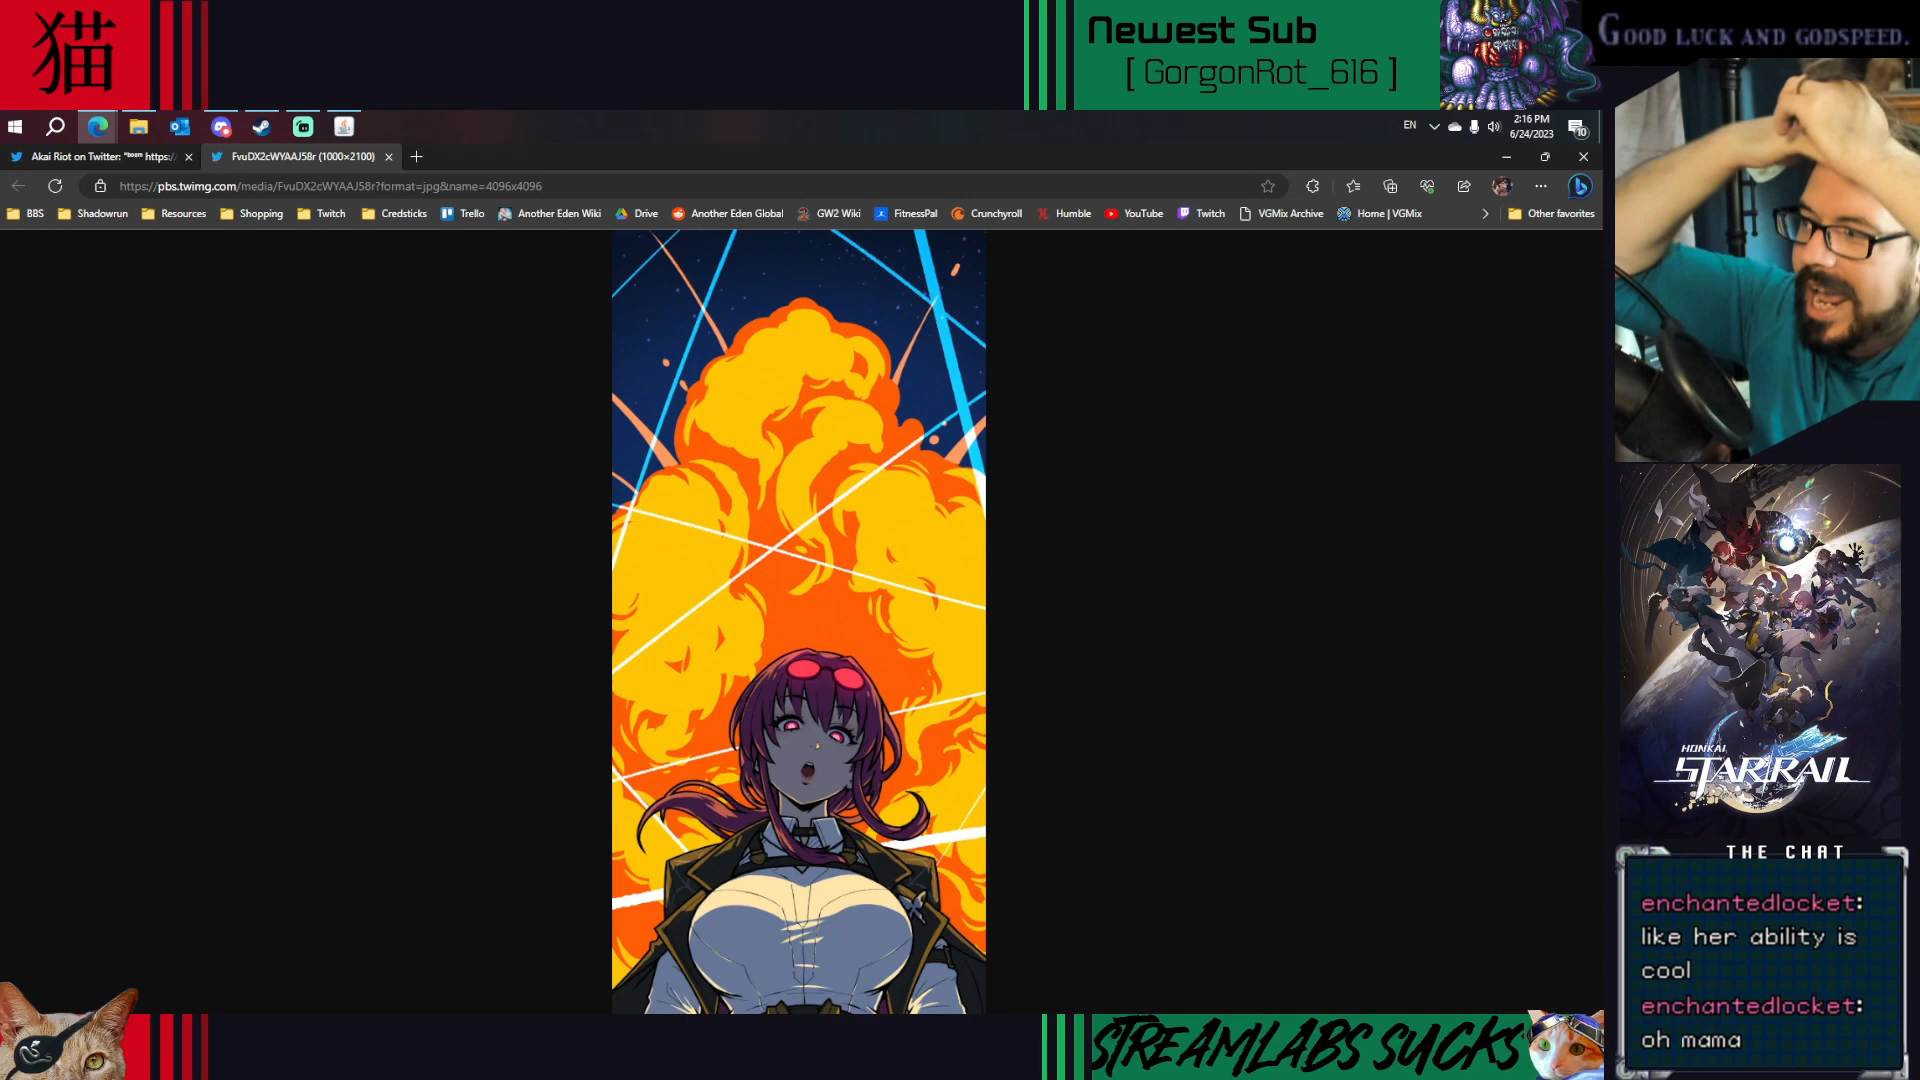 猫
Newest Sub
[ GorgonRot_616 ]
GOOD LUCK AND GODSPEED.
EN
2:16 PM
6/24/2023
10
Akai Riot on Twitter: "*boom* https:/
FvuDX2cWYAAJ58r (1000×2100)
https://pbs.twimg.com/media/FvuDX2cWYAAJ58r?format=jpg&name=4096x4096
BBS
Shadowrun
Resources
Shopping
Twitch
Credsticks
Trello
Another Eden Wiki
Drive
Another Eden Global
GW2 Wiki
FitnessPal
Crunchyroll
Humble
YouTube
Twitch
VGMix Archive
Home | VGMix
Other favorites
HONKAI
STAR RAIL
THE CHAT
enchantedlocket:
like her ability is
cool
enchantedlocket:
oh mama
STREAMLABS SUCKS